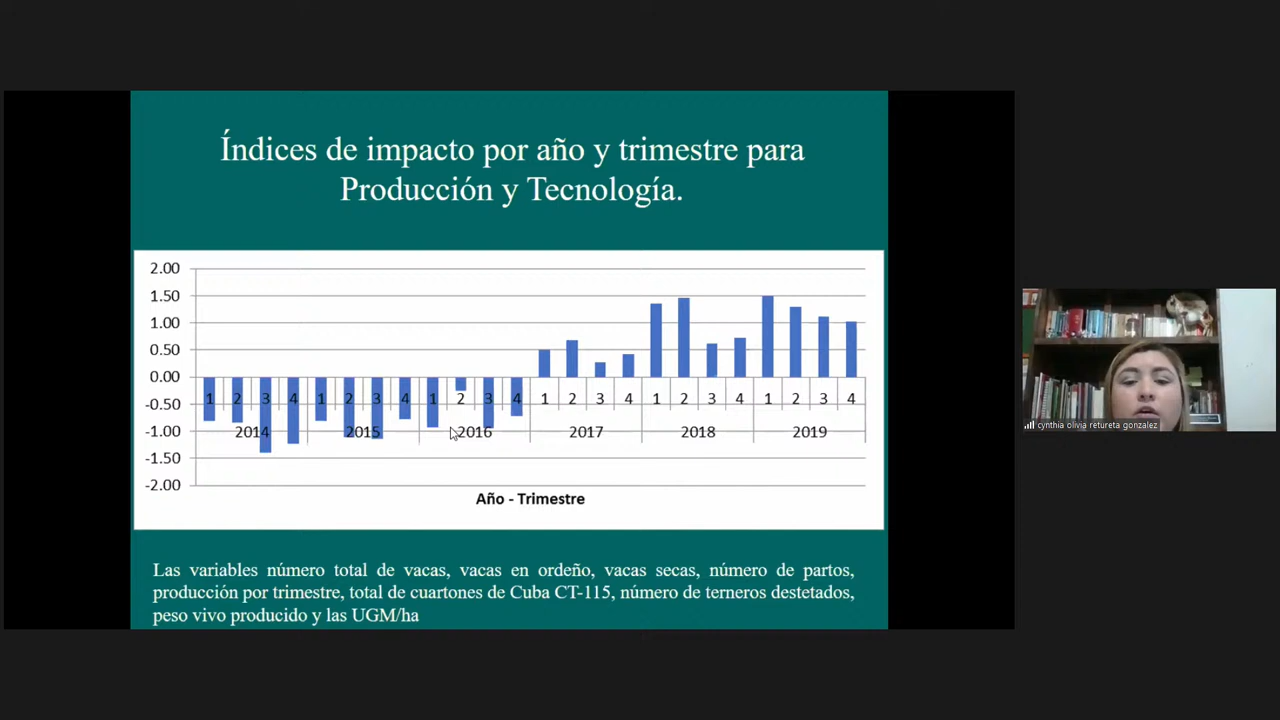 Índices de impacto por año y trimestre para
Producción y Tecnología.
2.00
1.50
1.00
0.50
0.00
-0.50
-1.00
-1.50
-2.00
1 2 3 4 1 2 3 4 1 2 3 4 1 2 3 4 1 2 3 4 1 2 3 4
2014 2015 2016 2017 2018 2019
Año - Trimestre
Las variables número total de vacas, vacas en ordeño, vacas secas, número de partos,
producción por trimestre, total de cuartones de Cuba CT-115, número de terneros destetados,
peso vivo producido y las UGM/ha
cynthia olivia retureta gonzalez